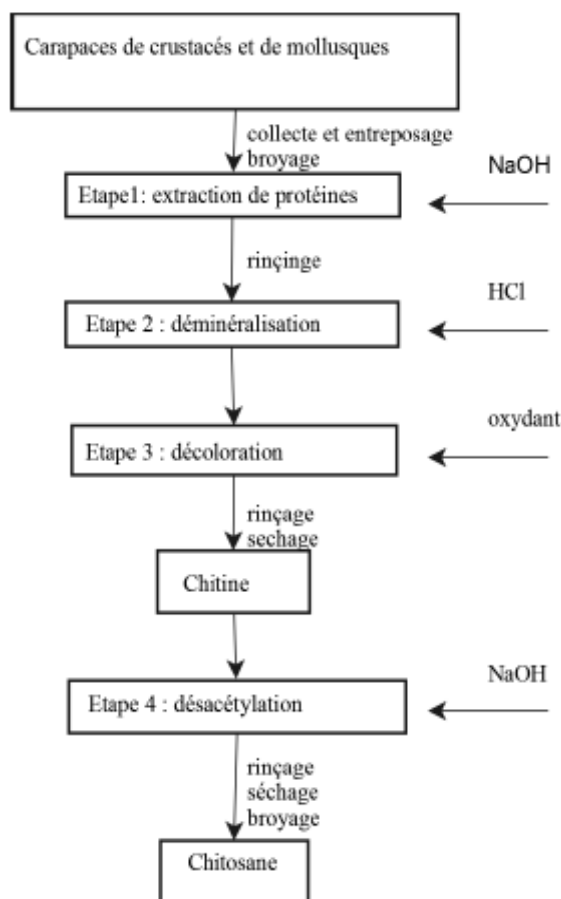 Carapaces de crustacés et de mollusques
collecte et entreposage
broyage
NaOH
Etape1: extraction de protéines
rinçinge
HCl
Etape 2 : déminéralisation
oxydant
Etape 3 : décoloration
rinçage
sechage
Chitine
NaOH
Etape 4 : désacétylation
rinçage
séchage
broyage
Chitosane